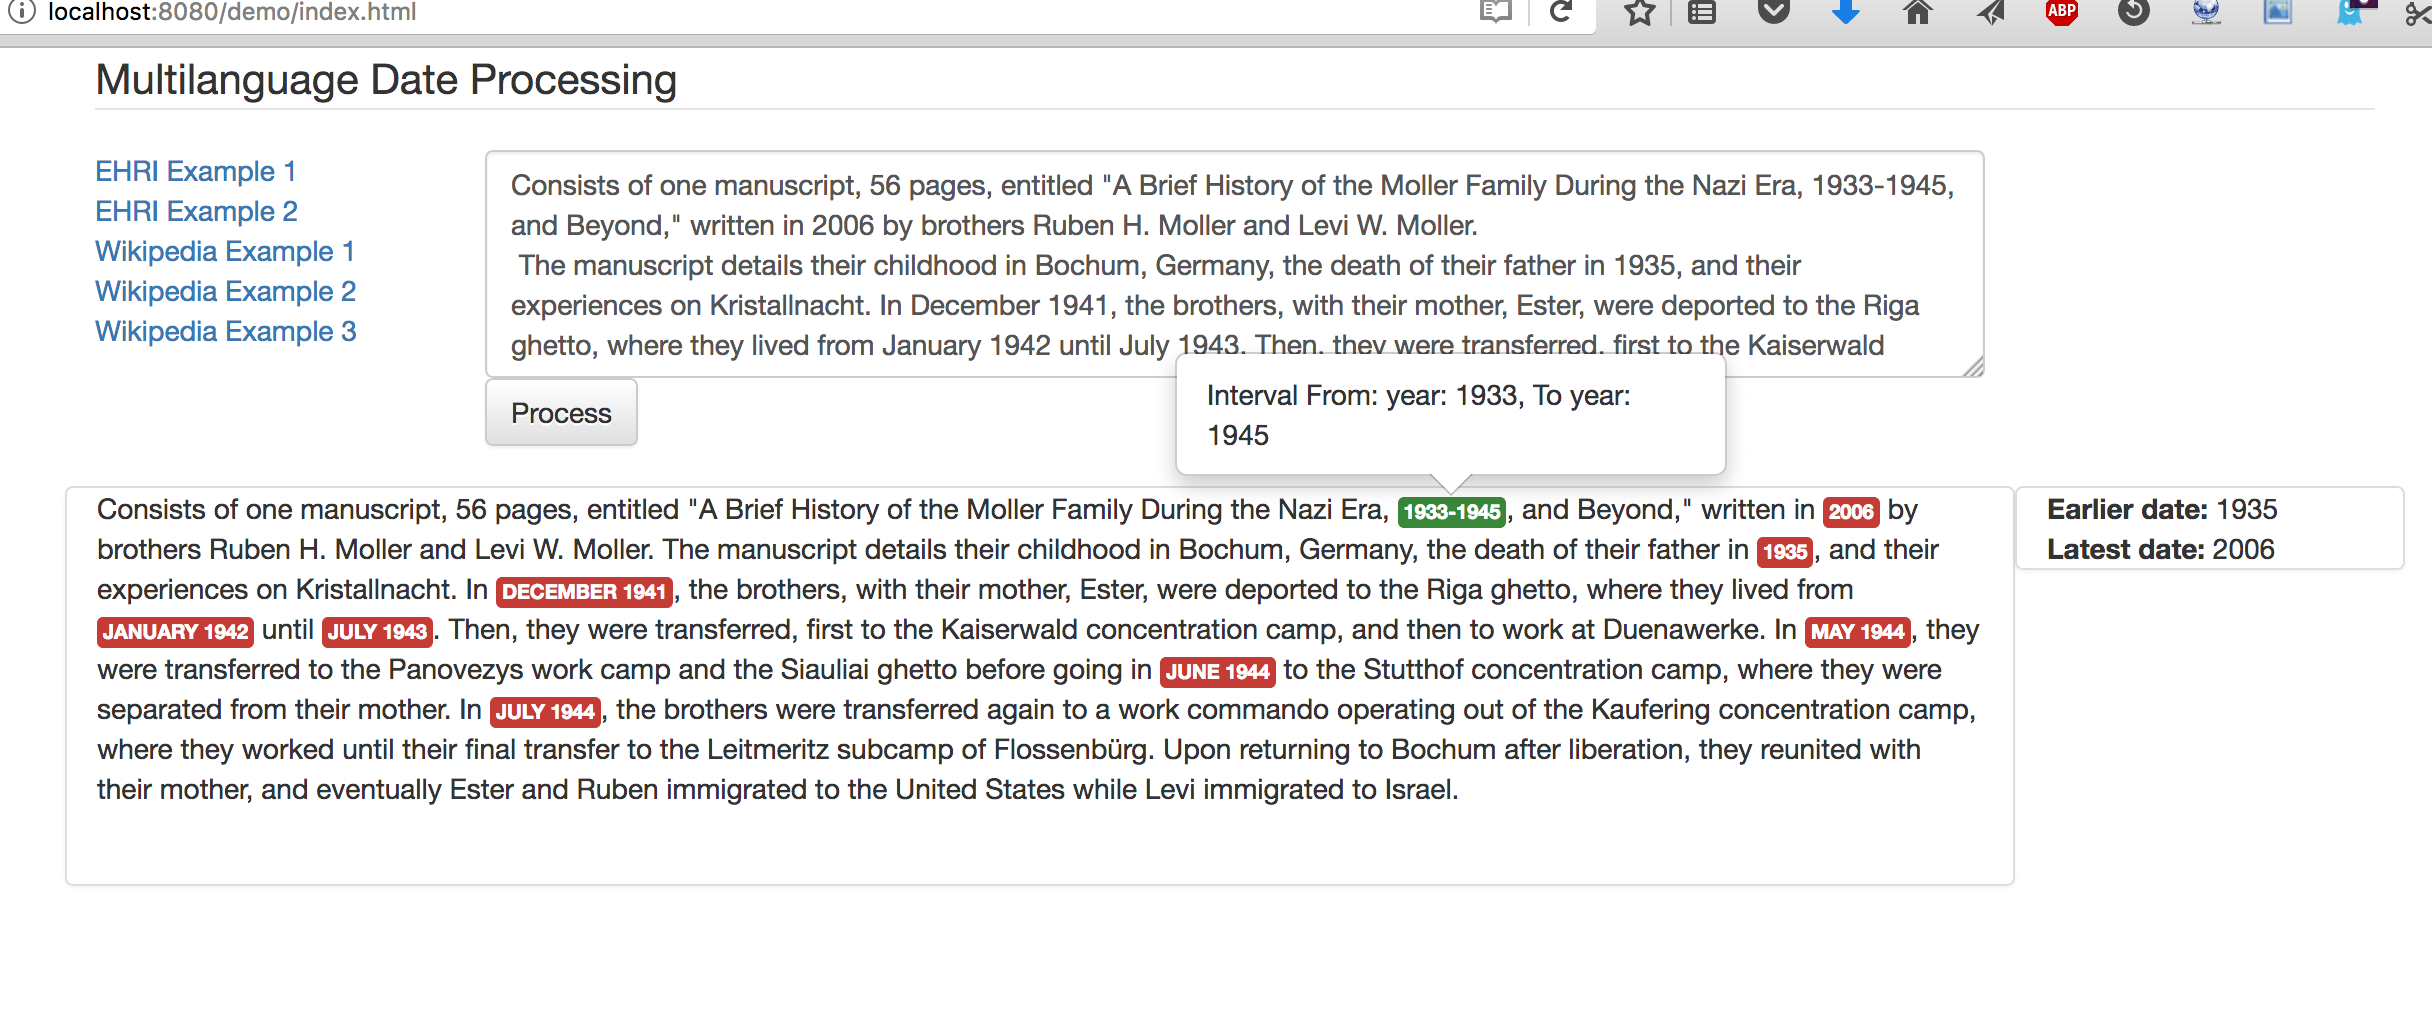 localhost:8080/demo/index.html
ABP
Multilanguage Date Processing
EHRI Example 1
EHRI Example 2
Wikipedia Example 1
Wikipedia Example 2
Wikipedia Example 3
Consists of one manuscript, 56 pages, entitled "A Brief History of the Moller Family During the Nazi Era, 1933-1945,
and Beyond," written in 2006 by brothers Ruben H. Moller and Levi W. Moller.
The manuscript details their childhood in Bochum, Germany, the death of their father in 1935, and their
experiences on Kristallnacht. In December 1941, the brothers, with their mother, Ester, were deported to the Riga
ghetto, where they lived from January 1942 until July 1943. Then, they were transferred, first to the Kaiserwald
Process
Interval From: year: 1933, To year:
1945
Consists of one manuscript, 56 pages, entitled "A Brief History of the Moller Family During the Nazi Era, 1933-1945, and Beyond," written in 2006 by
brothers Ruben H. Moller and Levi W. Moller. The manuscript details their childhood in Bochum, Germany, the death of their father in 1935, and their
experiences on Kristallnacht. In DECEMBER 1941, the brothers, with their mother, Ester, were deported to the Riga ghetto, where they lived from
JANUARY 1942 until JULY 1943. Then, they were transferred, first to the Kaiserwald concentration camp, and then to work at Duenawerke. In MAY 1944, they
were transferred to the Panovezys work camp and the Siauliai ghetto before going in JUNE 1944 to the Stutthof concentration camp, where they were
separated from their mother. In JULY 1944, the brothers were transferred again to a work commando operating out of the Kaufering concentration camp,
where they worked until their final transfer to the Leitmeritz subcamp of Flossenbürg. Upon returning to Bochum after liberation, they reunited with
their mother, and eventually Ester and Ruben immigrated to the United States while Levi immigrated to Israel.
Earlier date: 1935
Latest date: 2006